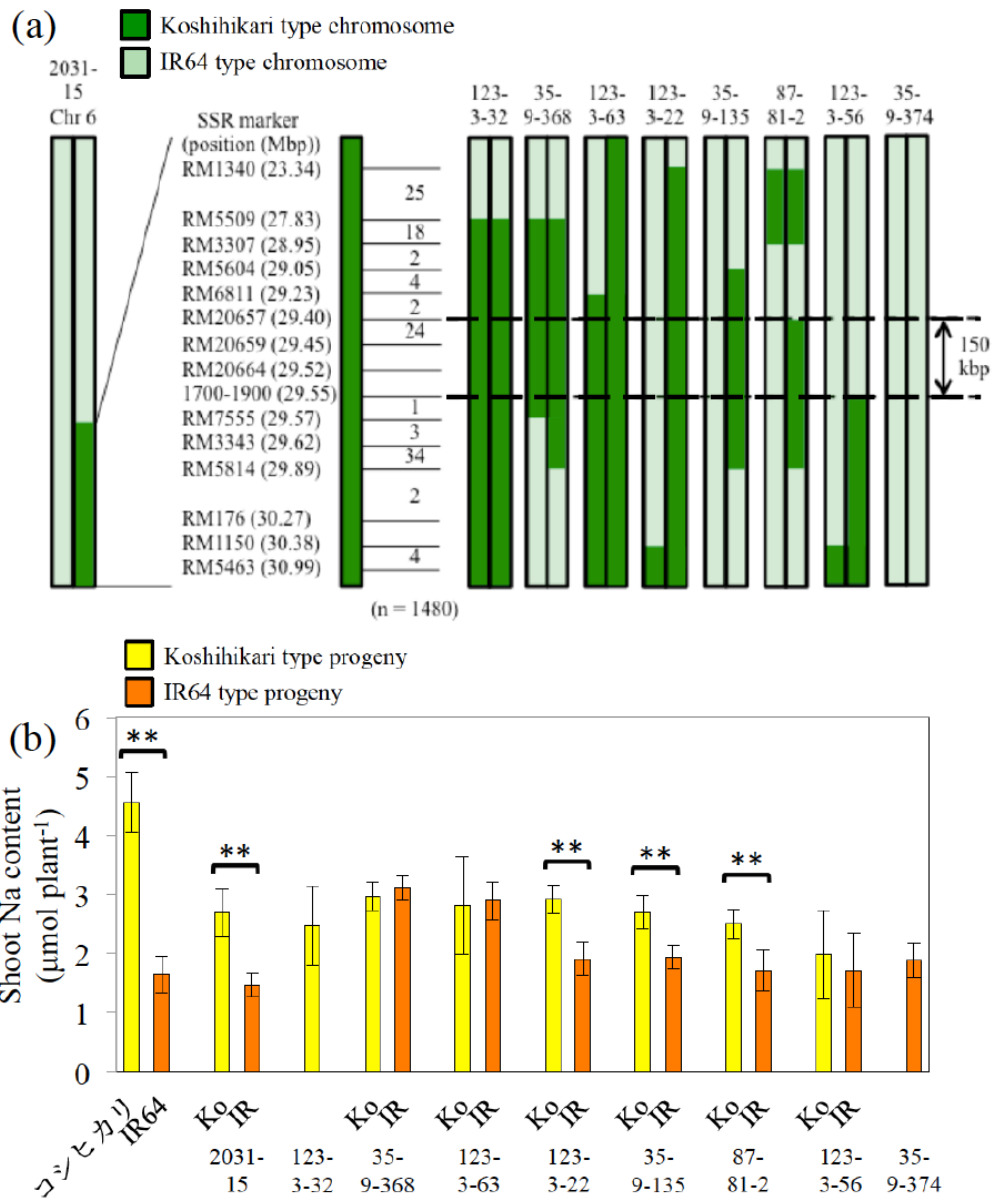 (a)
Koshihikari type chromosome
IR64 type chromosome
2031-
15
Chr 6
SSR marker
(position (Mbp))
RM1340 (23.34)
RM5509 (27.83)
RM3307 (28.95)
RM5604 (29.05)
RM6811 (29.23)
RM20657 (29.40)
RM20659 (29.45)
RM20664 (29.52)
1700-1900 (29.55)
RM7555 (29.57)
RM3343 (29.62)
RM5814 (29.89)
RM176 (30.27)
RM1150 (30.38)
RM5463 (30.99)
25
18
2
4
2
24
1
3
34
2
4
(n = 1480)
123-
3-32
35-
9-368
123-
3-63
123-
3-22
35-
9-135
87-
81-2
123-
3-56
35-
9-374
150
kbp
Koshihikari type progeny
IR64 type progeny
(b)
Shoot Na content
(μmol plant-1)
6
5
4
3
2
1
0
**
**
**
**
**
コシヒカリ
IR64
Ko
IR
Ko
IR
Ko
IR
Ko
IR
Ko
IR
Ko
IR
Ko
IR
2031-
15
123-
3-32
35-
9-368
123-
3-63
123-
3-22
35-
9-135
87-
81-2
123-
3-56
35-
9-374